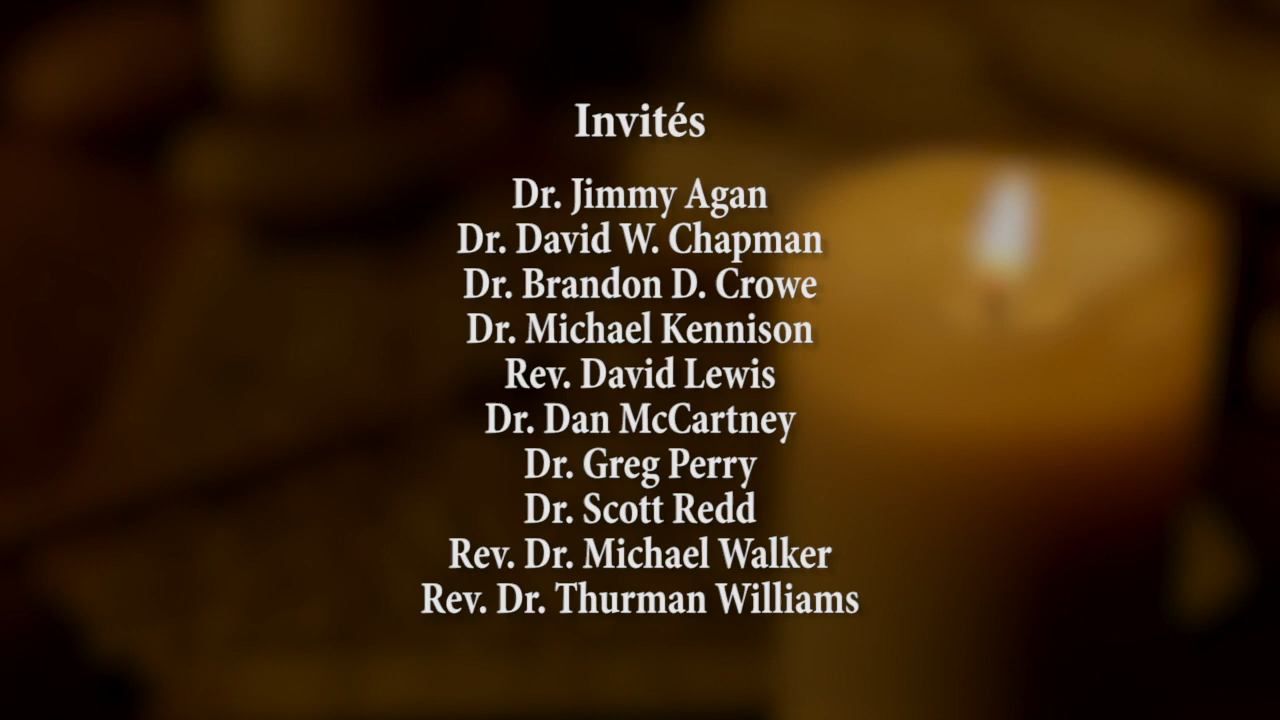 Invités
Dr. Jimmy Agan
Dr. David W. Chapman
Dr. Brandon D. Crowe
Dr. Michael Kennison
Rev. David Lewis
Dr. Dan McCartney
Dr. Greg Perry
Dr. Scott Redd
Rev. Dr. Michael Walker
Rev. Dr. Thurman Williams